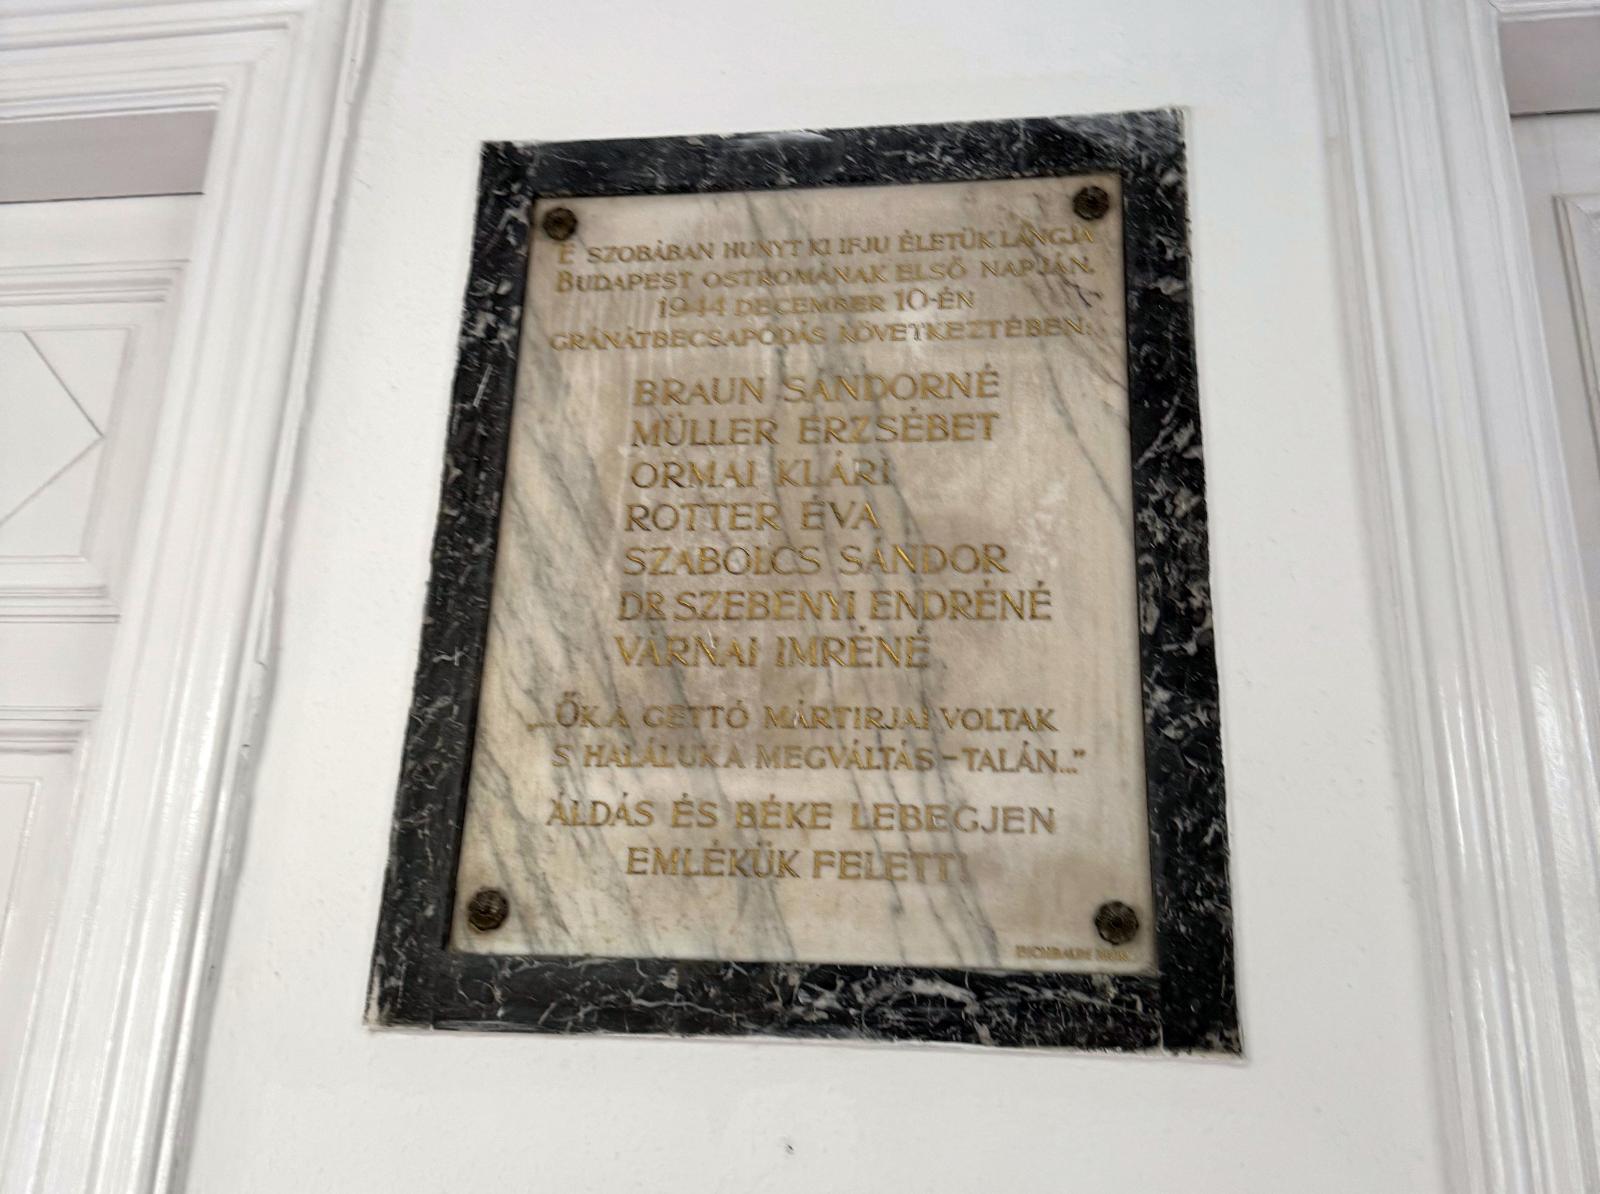 E SZOBÁBAN HUNYT KI IFJU ÉLETÜK LÁNGJA
BUDAPEST OSTROMÁNAK ELSŐ NAPJÁN,
1944 DECEMBER 10-ÉN
GRÁNÁTBECSAPÓDÁS KÖVETKEZTÉBEN:
BRAUN SÁNDORNÉ
MÜLLER ERZSÉBET
ORMAI KLÁRI
ROTTER ÉVA
SZABOLCS SÁNDOR
DR SZEBENYI ENDRÉNÉ
VÁRNAI IMRÉNÉ
„ŐK A GETTÓ MÁRTIRJAI VOLTAK
S HALÁLUK A MEGVÁLTÁS - TALÁN..."
ÁLDÁS ÉS BÉKE LEBEGJEN
EMLÉKÜK FELETT!